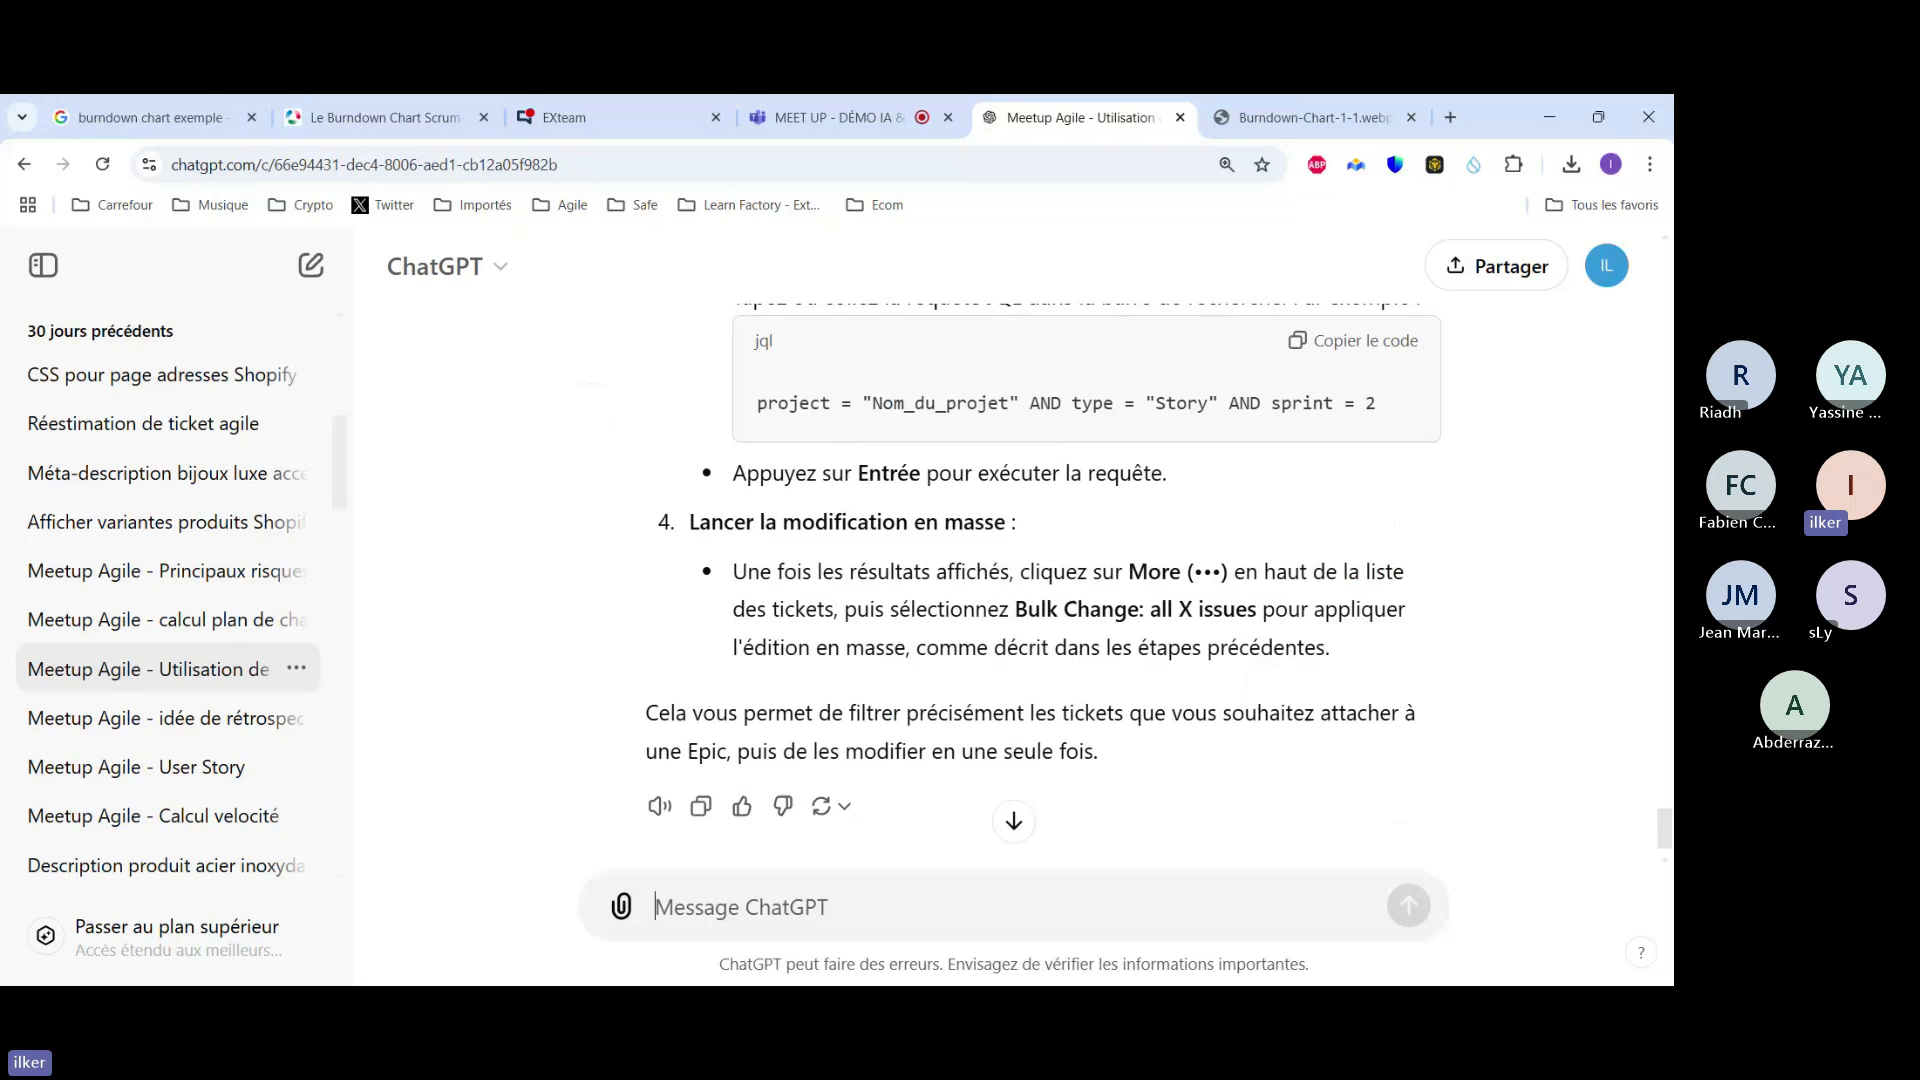 burndown chart exemple -
Le Burndown Chart Scrum
EXteam
MEET UP - DÉMO IA &
Meetup Agile - Utilisation
Burndown-Chart-1-1.webp
chatgpt.com/c/66e94431-dec4-8006-aed1-cb12a05f982b
ABP
I
Carrefour
Musique
Crypto
Twitter
Importés
Agile
Safe
Learn Factory - Ext...
Ecom
Tous les favoris
ChatGPT
Partager
IL
30 jours précédents
CSS pour page adresses Shopify
Réestimation de ticket agile
Méta-description bijoux luxe acce
Afficher variantes produits Shopif
Meetup Agile - Principaux risques
Meetup Agile - calcul plan de cha
Meetup Agile - Utilisation de
Meetup Agile - idée de rétrospec
Meetup Agile - User Story
Meetup Agile - Calcul velocité
Description produit acier inoxyda
Passer au plan supérieur
Accès étendu aux meilleurs...
jql
Copier le code
project = "Nom_du_projet" AND type = "Story" AND sprint = 2
• Appuyez sur Entrée pour exécuter la requête.
4. Lancer la modification en masse :
• Une fois les résultats affichés, cliquez sur More (•••) en haut de la liste
des tickets, puis sélectionnez Bulk Change: all X issues pour appliquer
l'édition en masse, comme décrit dans les étapes précédentes.
Cela vous permet de filtrer précisément les tickets que vous souhaitez attacher à
une Epic, puis de les modifier en une seule fois.
Message ChatGPT
ChatGPT peut faire des erreurs. Envisagez de vérifier les informations importantes.
?
R
Riadh
YA
Yassine ...
FC
Fabien C...
I
ilker
JM
Jean Mar...
S
sLy
A
Abderraz...
ilker